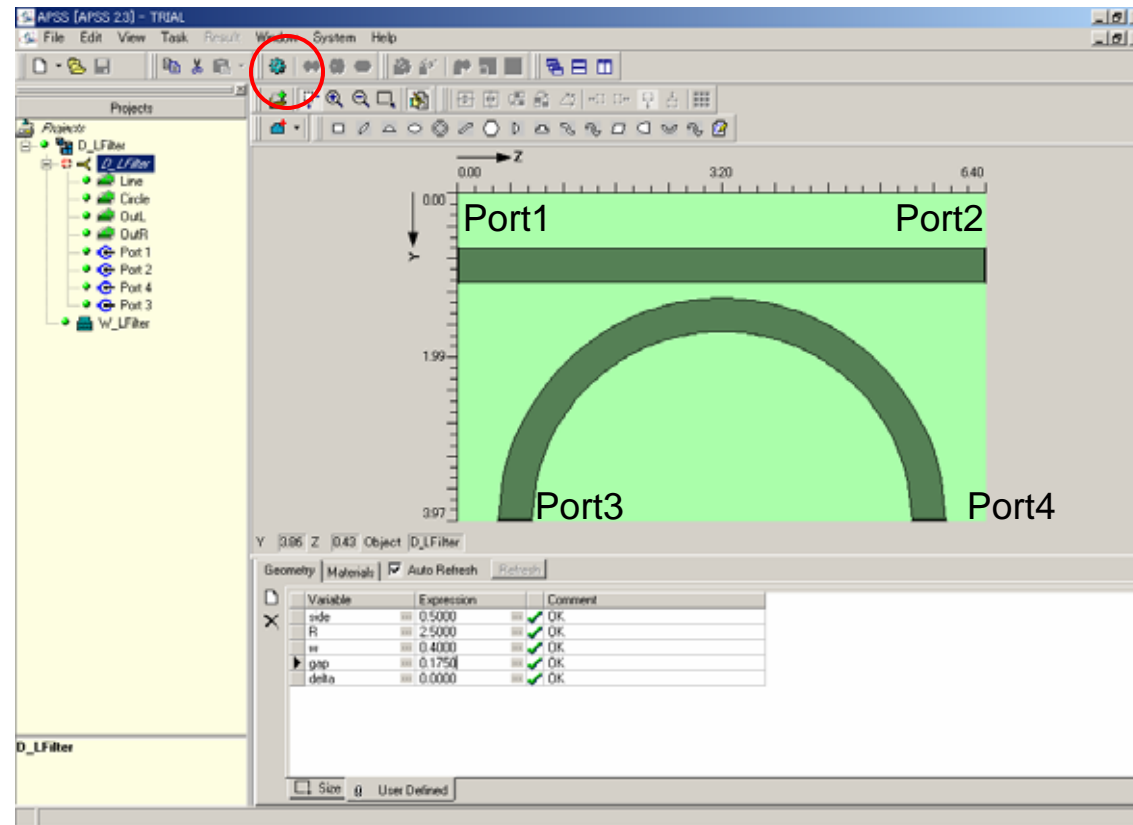 APSS [APSS 2.3] - TRIAL
File Edit View Task Result Window System Help
Projects
Projects
D_LFilter
D_LFilter
Line
Circle
OutL
OutR
Port 1
Port 2
Port 4
Port 3
W_LFilter
Z
0.00 3.20 6.40
0.00
Y
1.99
3.97
Port1 Port2
Port3 Port4
Y 3.86 Z 0.43 Object D_LFilter
Geometry Materials Auto Refresh Refresh
Variable Expression Comment
side 0.5000 OK
R 2.5000 OK
w 0.4000 OK
gap 0.1750 OK
delta 0.0000 OK
D_LFilter
Size User Defined